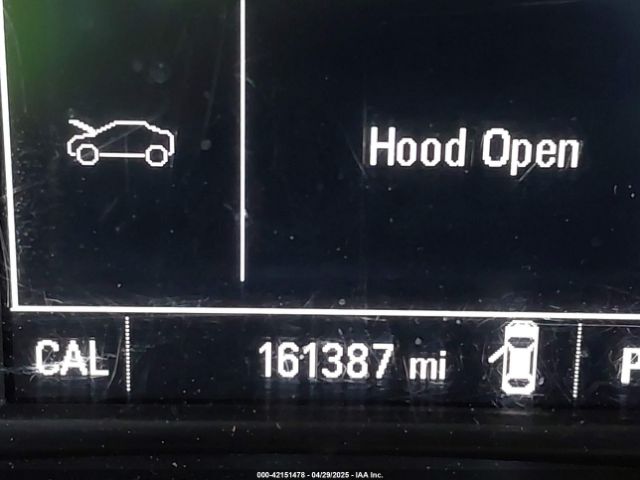 Hood Open
CAL 161387 mi P
000-42151478 - 04/29/2025 - IAA Inc.